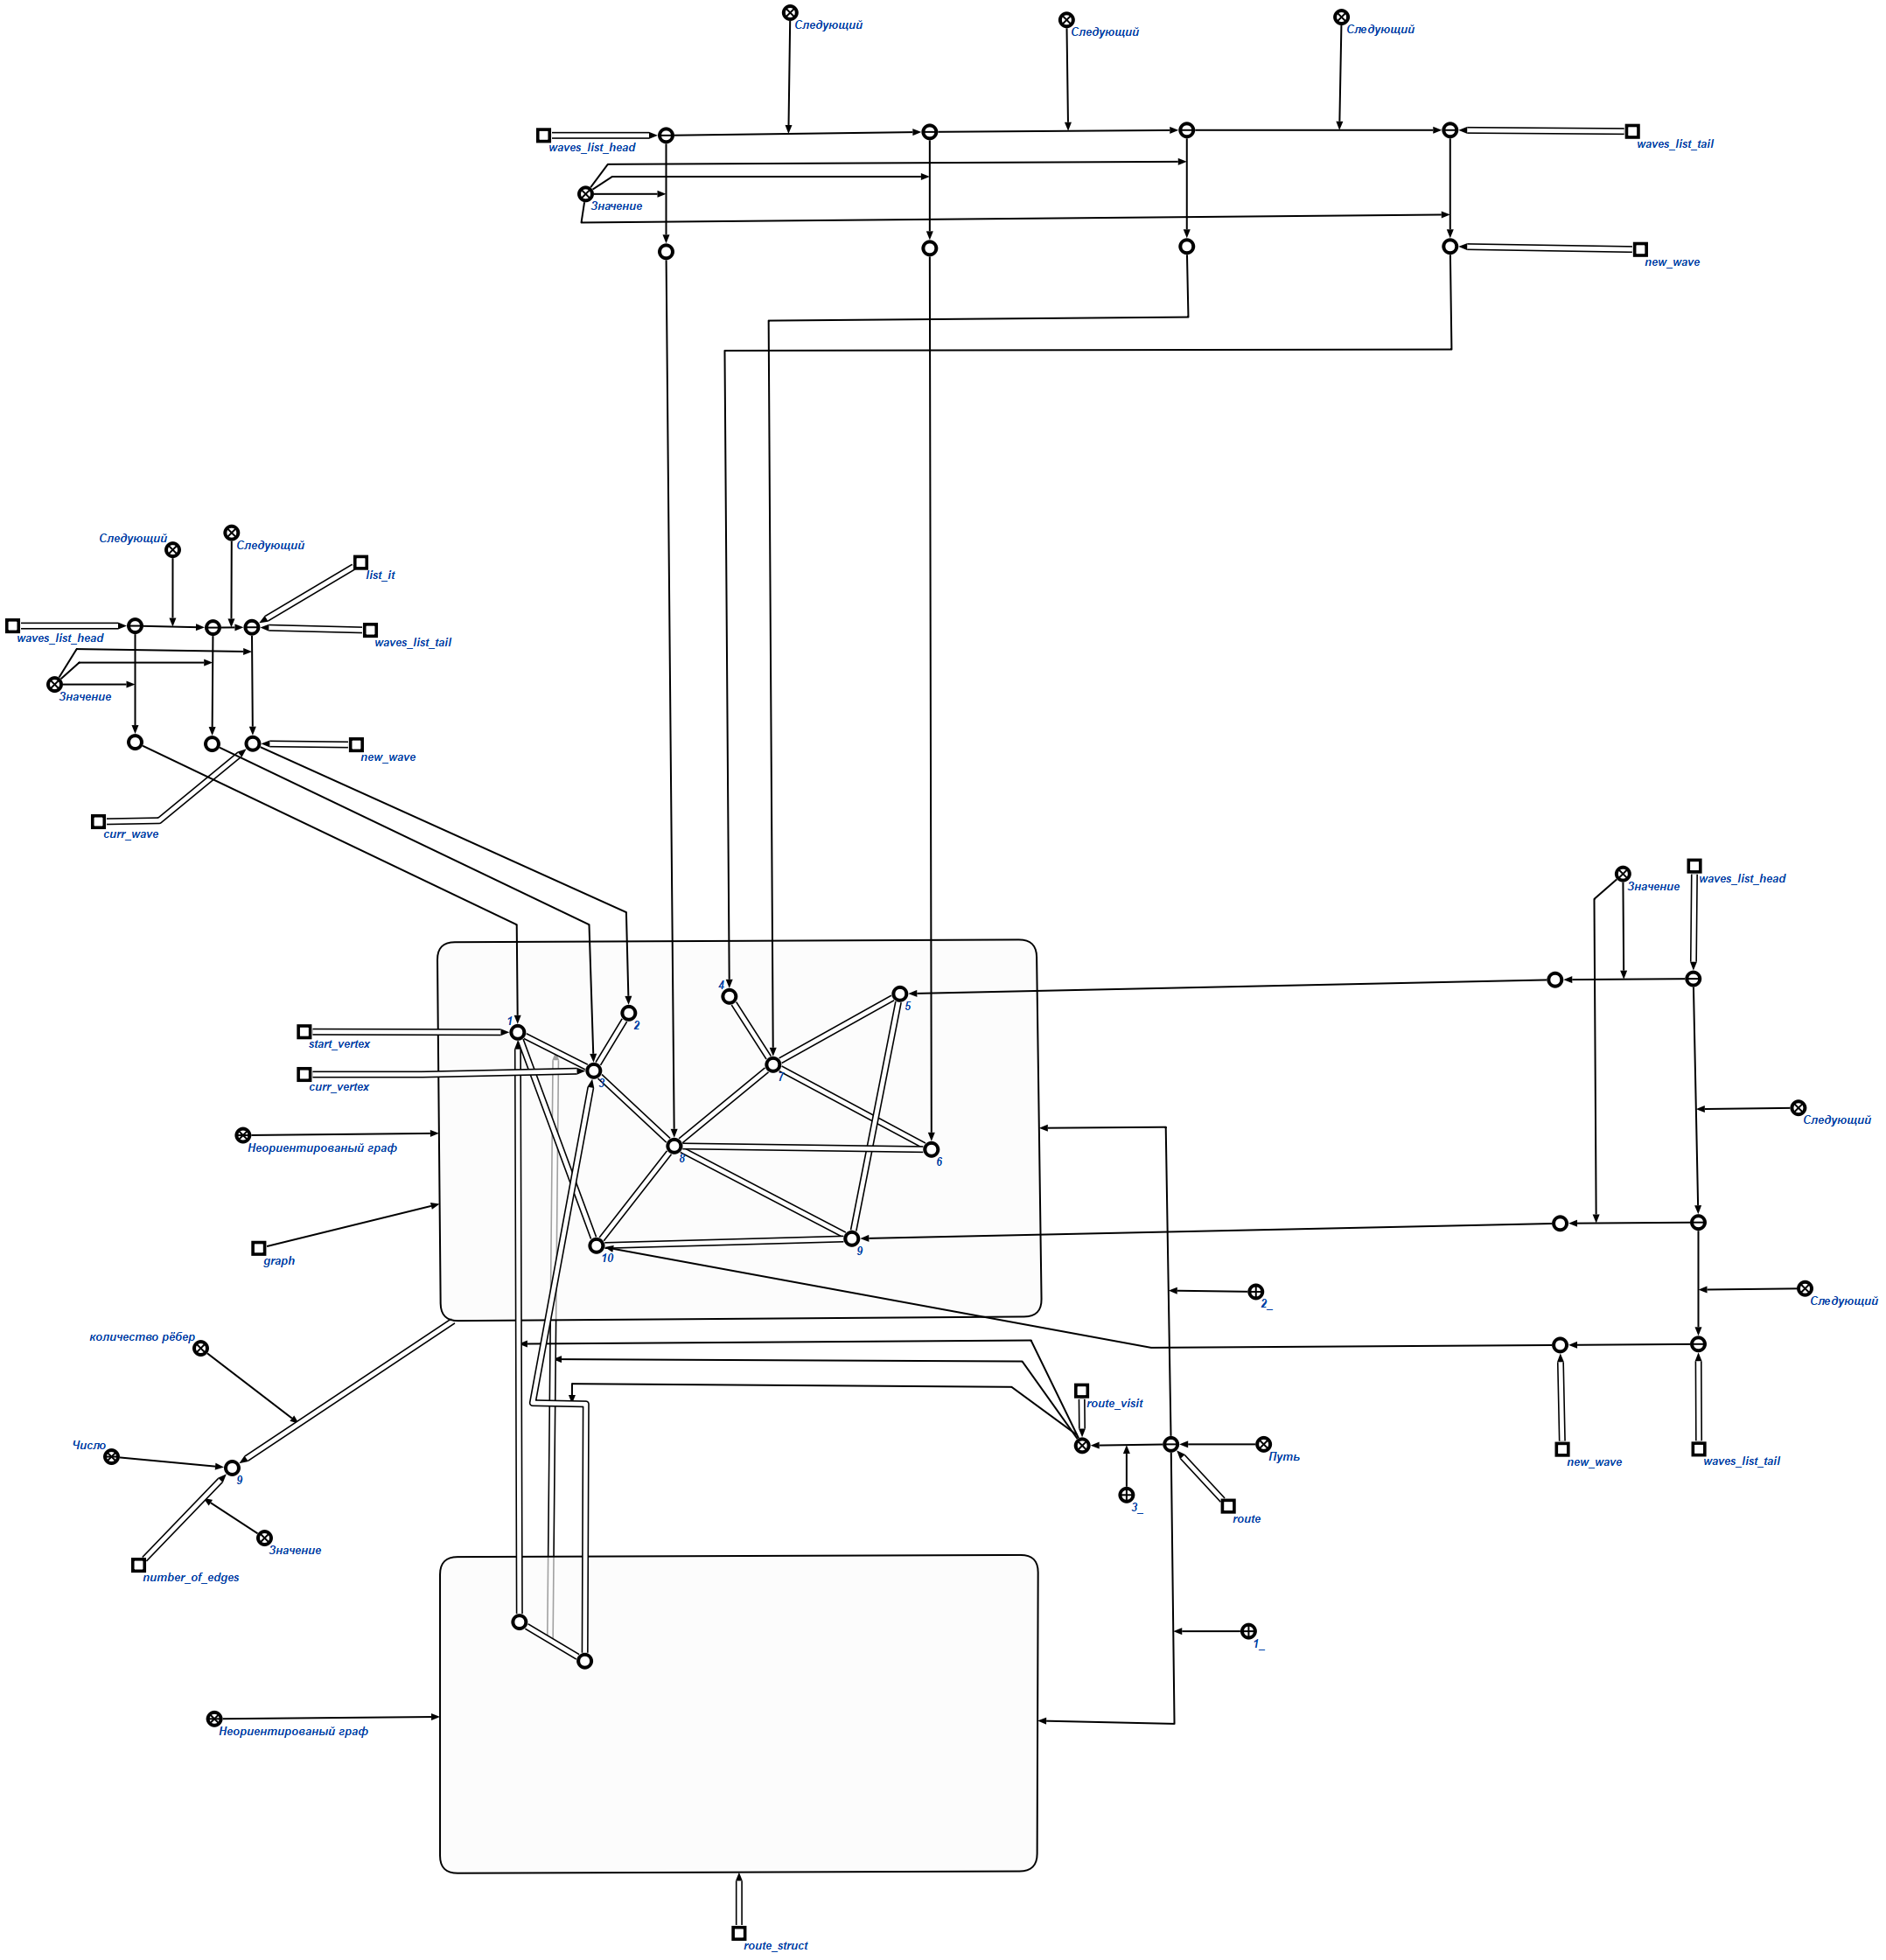 Следующий
Следующий
Следующий
waves_list_head
waves_list_tail
Значение
new_wave
Следующий
Следующий
list_it
waves_list_head
waves_list_tail
Значение
new_wave
curr_wave
Значение
waves_list_head
4
5
1
2
start_vertex
3
7
curr_vertex
Следующий
Неориентированый граф
8
6
graph
10
9
2_
Следующий
количество рёбер
route_visit
Число
9
Путь
new_wave
waves_list_tail
3_
route
Значение
number_of_edges
1_
Неориентированый граф
route_struct